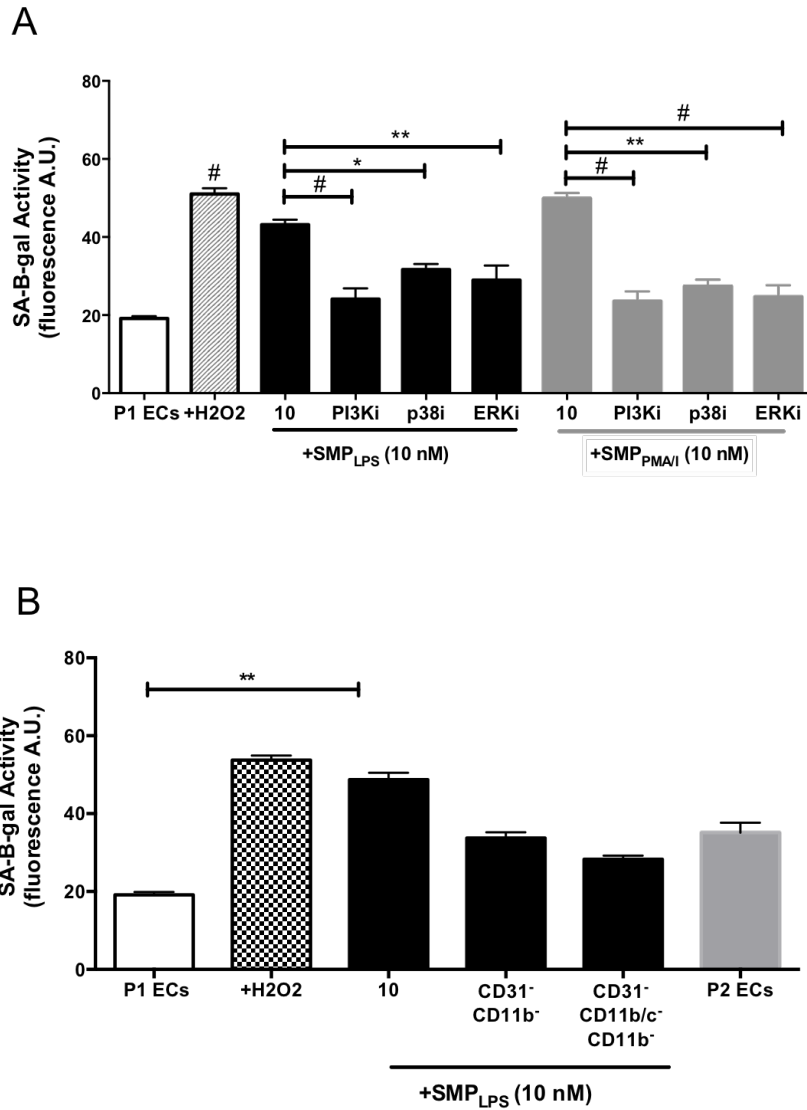 A
SA-B-gal Activity
(fluorescence A.U.)
80
60
40
20
0
#
#
*
**
#
**
#
P1 ECs +H2O2 10 PI3Ki p38i ERKi 10 PI3Ki p38i ERKi
+SMPLPS (10 nM) +SMPPMA/I (10 nM)
B
SA-B-gal Activity
(fluorescence A.U.)
80
60
40
20
0
**
P1 ECs +H2O2 10 CD31- CD31- P2 ECs
CD11b- CD11b/c-
CD11b-
+SMPLPS (10 nM)